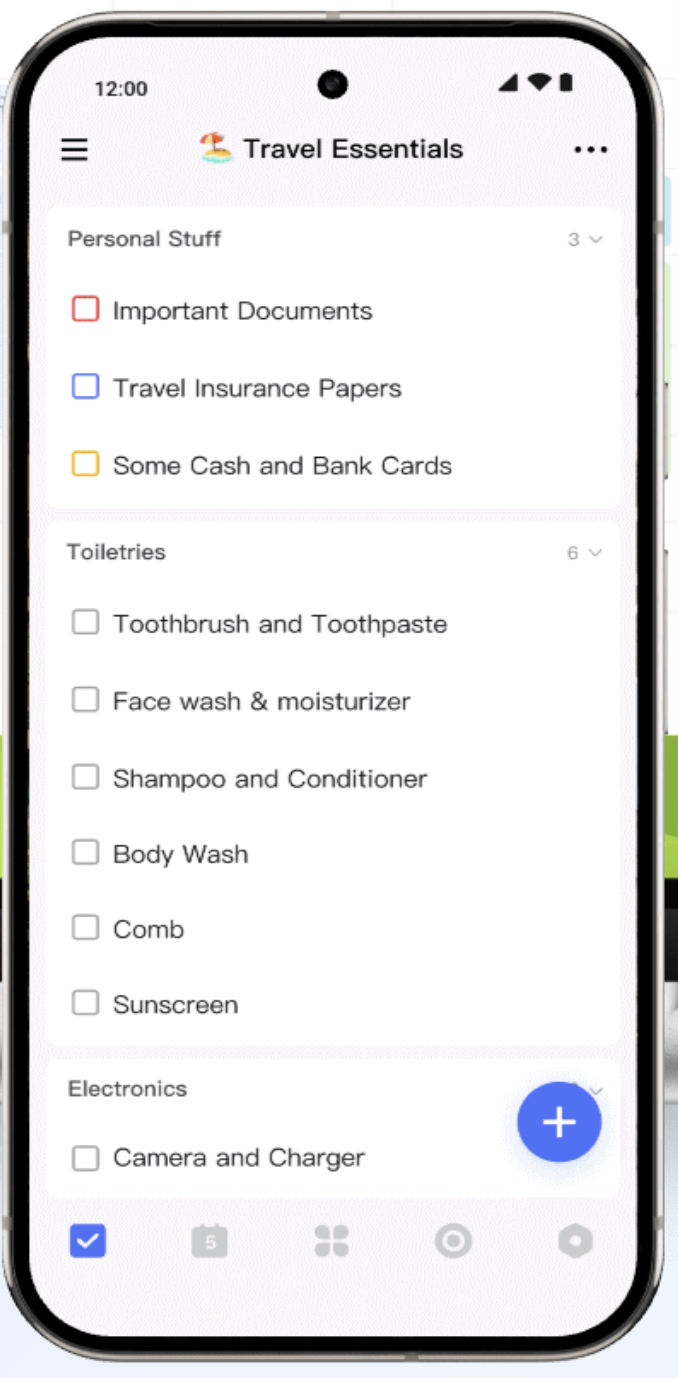 12:00
Travel Essentials
Personal Stuff 3
Important Documents
Travel Insurance Papers
Some Cash and Bank Cards
Toiletries 6
Toothbrush and Toothpaste
Face wash & moisturizer
Shampoo and Conditioner
Body Wash
Comb
Sunscreen
Electronics
Camera and Charger
5